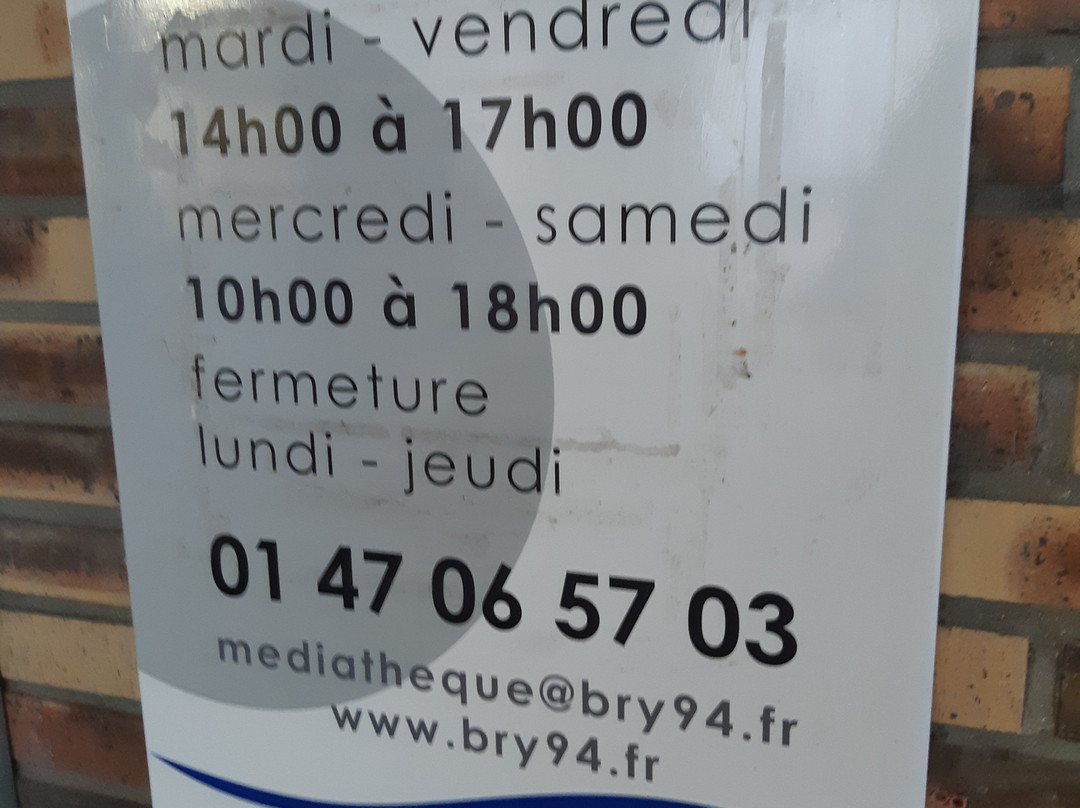 mardi - vendredi
14h00 à 17h00
mercredi - samedi
10h00 à 18h00
fermeture
lundi - jeudi
01 47 06 57 03
mediatheque@bry94.fr
www.bry94.fr